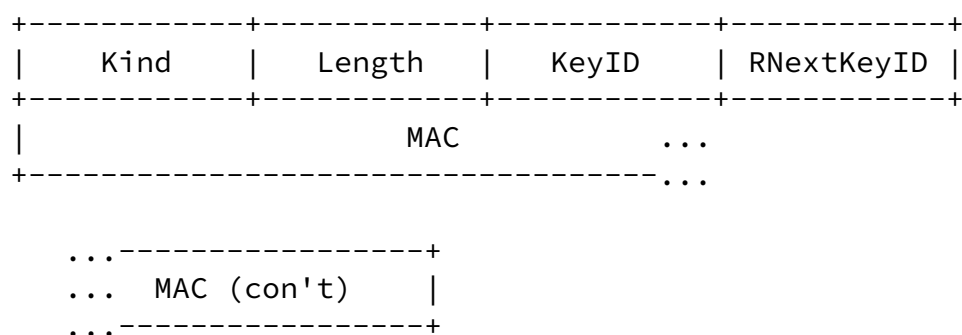 +------------+------------+------------+------------+
|    Kind    |   Length   |   KeyID    | RNextKeyID |
+------------+------------+------------+------------+
|                     MAC           ...
+-----------------------------------...

   ...-----------------+
   ...  MAC (con't)    |
   ...-----------------+